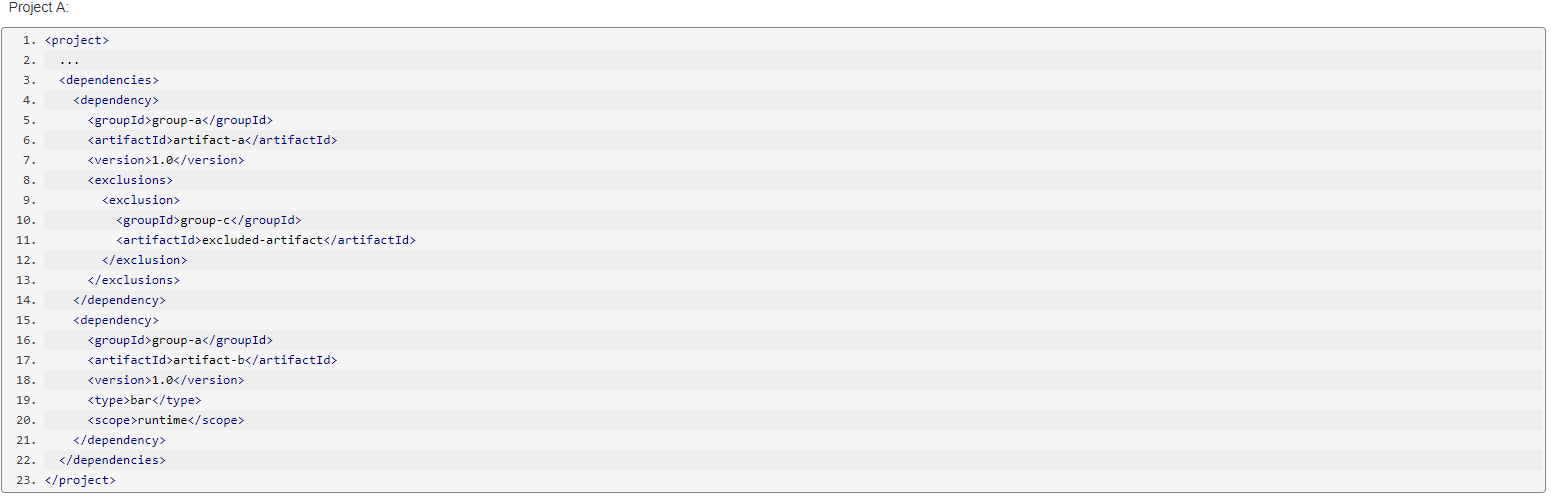 Project A:
1. <project>
2.   ...
3.   <dependencies>
4.     <dependency>
5.       <groupId>group-a</groupId>
6.       <artifactId>artifact-a</artifactId>
7.       <version>1.0</version>
8.       <exclusions>
9.         <exclusion>
10.           <groupId>group-c</groupId>
11.           <artifactId>excluded-artifact</artifactId>
12.         </exclusion>
13.       </exclusions>
14.     </dependency>
15.     <dependency>
16.       <groupId>group-a</groupId>
17.       <artifactId>artifact-b</artifactId>
18.       <version>1.0</version>
19.       <type>bar</type>
20.       <scope>runtime</scope>
21.     </dependency>
22.   </dependencies>
23. </project>